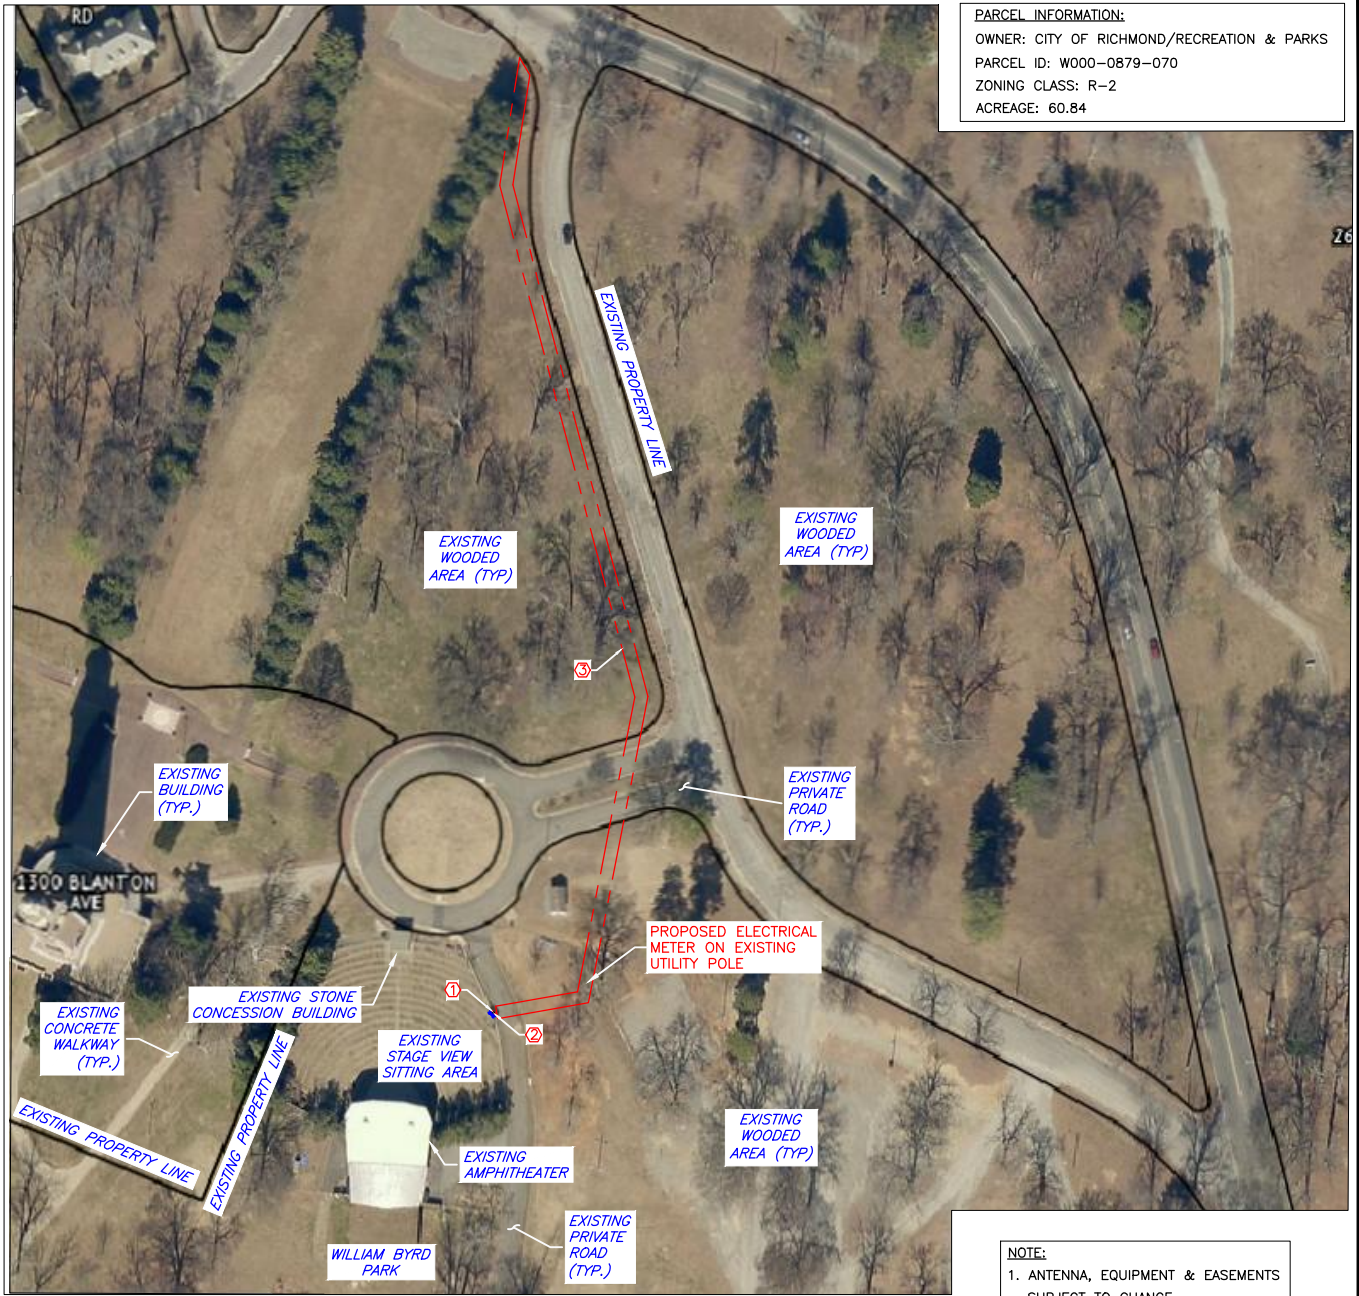 RD
PARCEL INFORMATION:
OWNER: CITY OF RICHMOND/RECREATION & PARKS
PARCEL ID: W000-0879-070
ZONING CLASS: R-2
ACREAGE: 60.84
26
EXISTING PROPERTY LINE
EXISTING
WOODED
AREA (TYP)
EXISTING
WOODED
AREA (TYP)
3
EXISTING
BUILDING
(TYP.)
EXISTING
PRIVATE
ROAD
(TYP.)
1300 BLANTON
AVE
PROPOSED ELECTRICAL
METER ON EXISTING
UTILITY POLE
1
EXISTING STONE
CONCESSION BUILDING
2
EXISTING
CONCRETE
WALKWAY
(TYP.)
EXISTING
STAGE VIEW
SITTING AREA
EXISTING PROPERTY LINE
EXISTING PROPERTY LINE
EXISTING
WOODED
AREA (TYP)
EXISTING
AMPHITHEATER
EXISTING
PRIVATE
ROAD
(TYP.)
WILLIAM BYRD
PARK
NOTE:
1. ANTENNA, EQUIPMENT & EASEMENTS
SUBJECT TO CHANGE